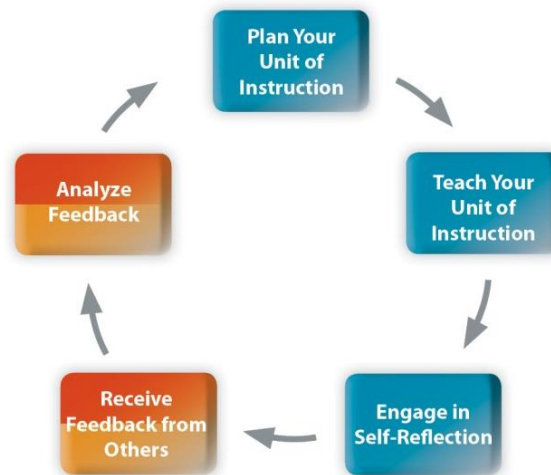 Plan Your
Unit of
Instruction
Teach Your
Unit of
Instruction
Engage in
Self-Reflection
Receive
Feedback from
Others
Analyze
Feedback